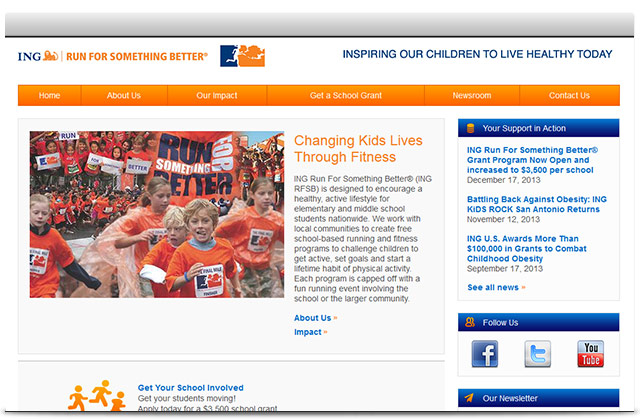 ING RUN FOR SOMETHING BETTER®
INSPIRING OUR CHILDREN TO LIVE HEALTHY TODAY
Home About Us Our Impact Get a School Grant Newsroom Contact Us
RUN
RUN FOR
SOMETHING
BETTER
Changing Kids Lives
Through Fitness
ING Run For Something Better® (ING
RFSB) is designed to encourage a
healthy, active lifestyle for
elementary and middle school
students nationwide. We work with
local communities to create free
school-based running and fitness
programs to challenge children to
get active, set goals and start a
lifetime habit of physical activity.
Each program is capped off with a
fun running event involving the
school or the larger community.
About Us »
Impact »
Get Your School Involved
Get your students moving!
Apply today for a $3,500 school grant
Your Support in Action
ING Run For Something Better®
Grant Program Now Open and
increased to $3,500 per school
December 17, 2013
Battling Back Against Obesity: ING
KiDS ROCK San Antonio Returns
November 12, 2013
ING U.S. Awards More Than
$100,000 in Grants to Combat
Childhood Obesity
September 17, 2013
See all news »
Follow Us
f
t
You
Tube
Our Newsletter